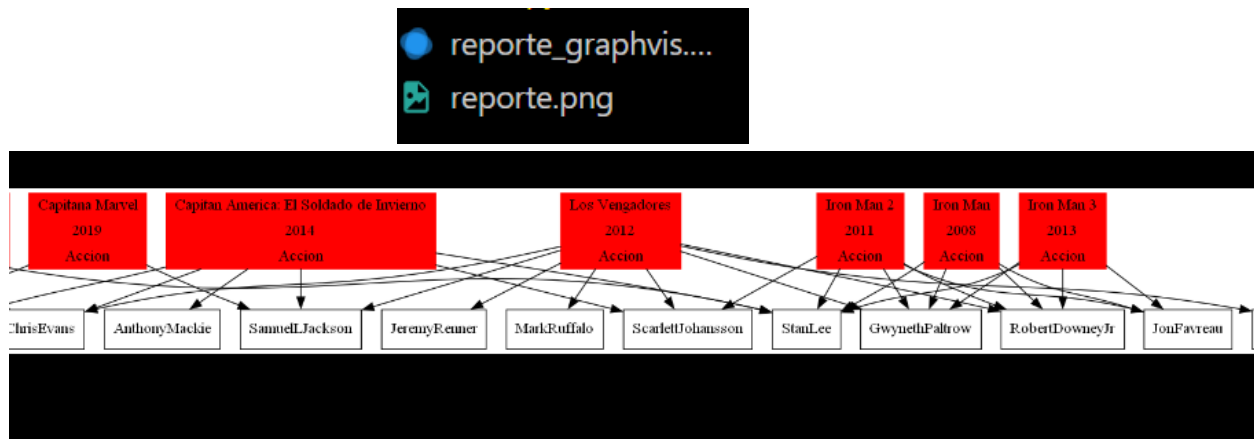 reporte_graphvis....
reporte.png
Capitana Marvel
2019
Accion
Capitan America: El Soldado de Invierno
2014
Accion
Los Vengadores
2012
Accion
Iron Man 2
2011
Accion
Iron Man
2008
Accion
Iron Man 3
2013
Accion
ChrisEvans
AnthonyMackie
SamuelLJackson
JeremyRenner
MarkRuffalo
ScarlettJohansson
StanLee
GwynethPaltrow
RobertDowneyJr
JonFavreau